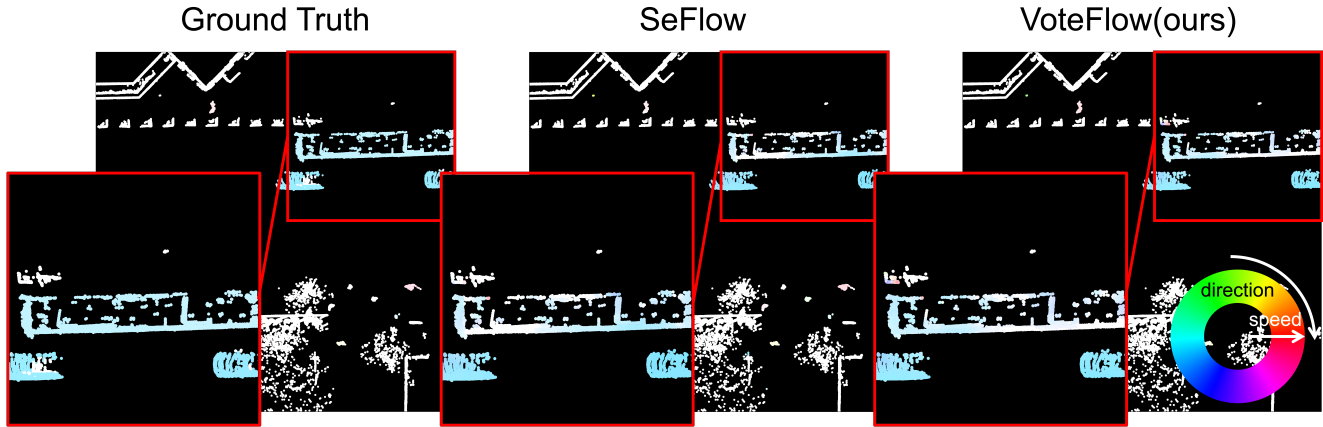 Ground Truth
SeFlow
VoteFlow(ours)
direction
speed